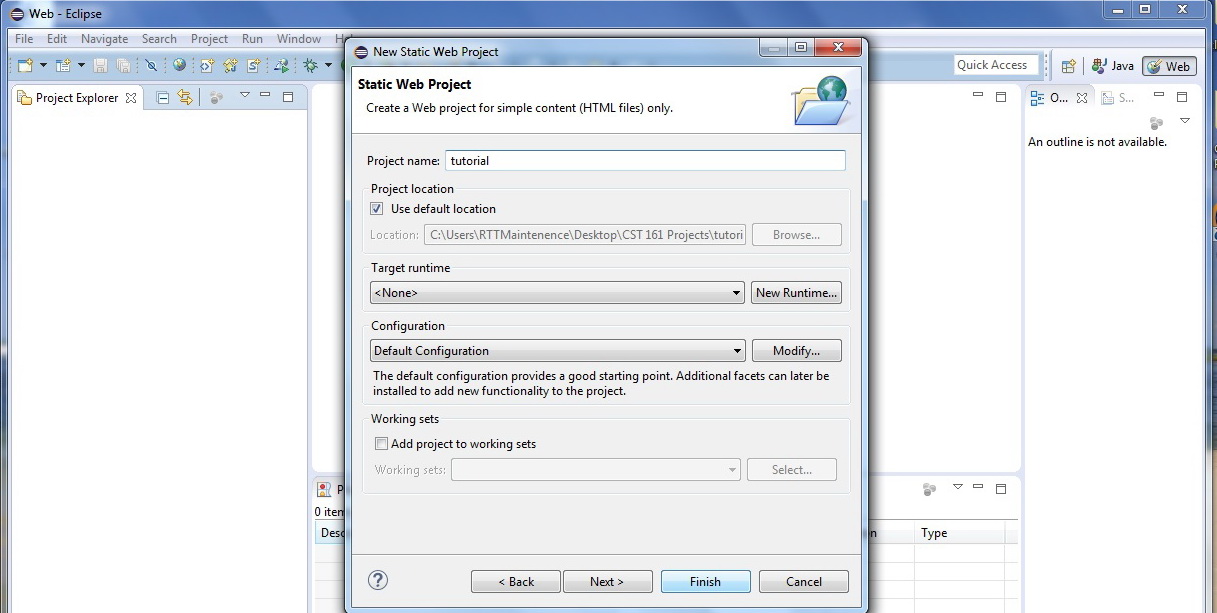 Web - Eclipse
File Edit Navigate Search Project Run Window
Quick Access
Java
Web
Project Explorer
New Static Web Project
Static Web Project
Create a Web project for simple content (HTML files) only.
Project name: tutorial
Project location
Use default location
Location: C:\Users\RTTMaintenence\Desktop\CST 161 Projects\tutori
Browse...
Target runtime
<None>
New Runtime...
Configuration
Default Configuration
Modify...
The default configuration provides a good starting point. Additional facets can later be
installed to add new functionality to the project.
Working sets
Add project to working sets
Working sets:
Select...
< Back
Next >
Finish
Cancel
O...
S...
An outline is not available.
P
0 item
Desc
n
Type